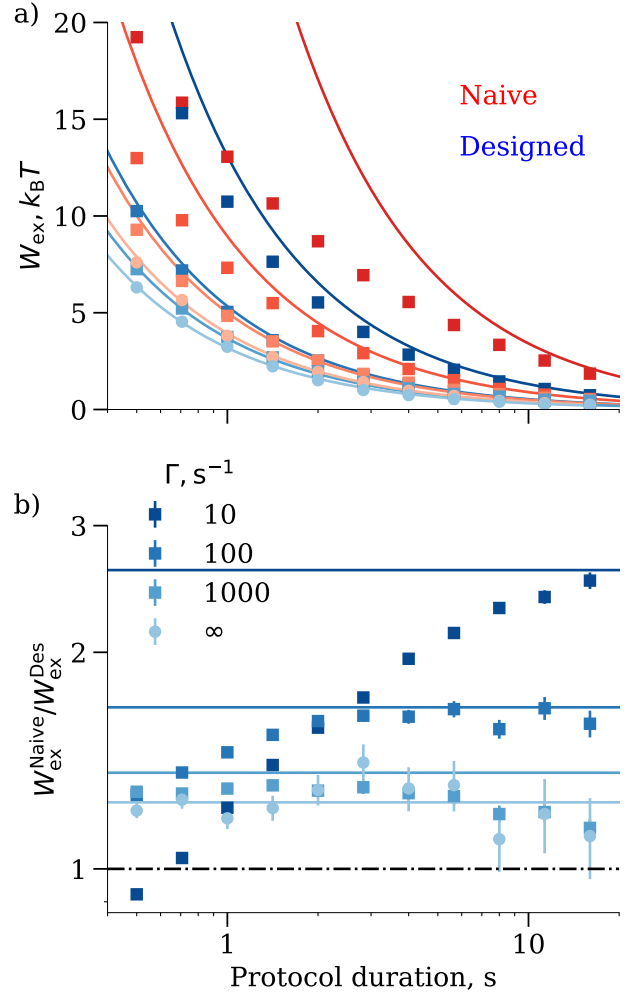 a)
20
15
10
5
0
W_ex, k_BT
Naive
Designed
b)
Γ, s⁻¹
10
100
1000
∞
3
2
1
W_ex^Naive/W_ex^Des
1
10
Protocol duration, s